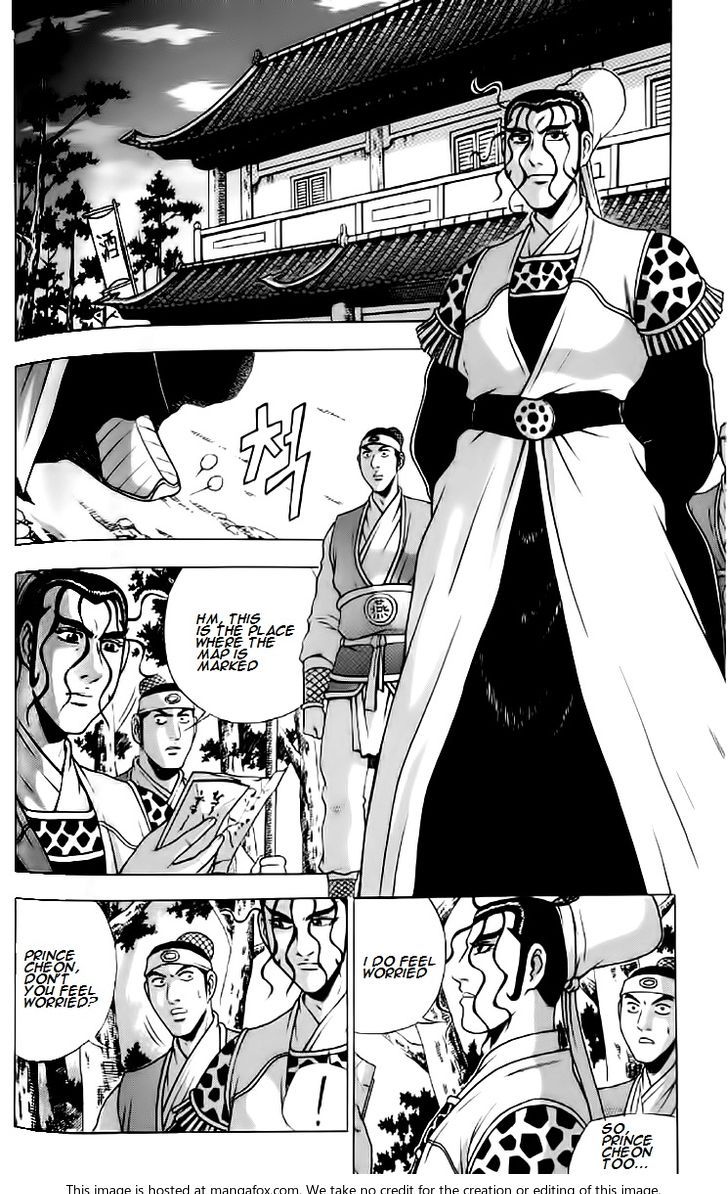 酒
척
燕
HM, THIS
IS THE PLACE
WHERE THE
MAP IS
MARKED
PRINCE
CHEON,
DON'T
YOU FEEL
WORRIED?
!
I DO FEEL
WORRIED
SO,
PRINCE
CHEON
TOO...
This image is hosted at mangafox.com. We take no credit for the creation or editing of this image.